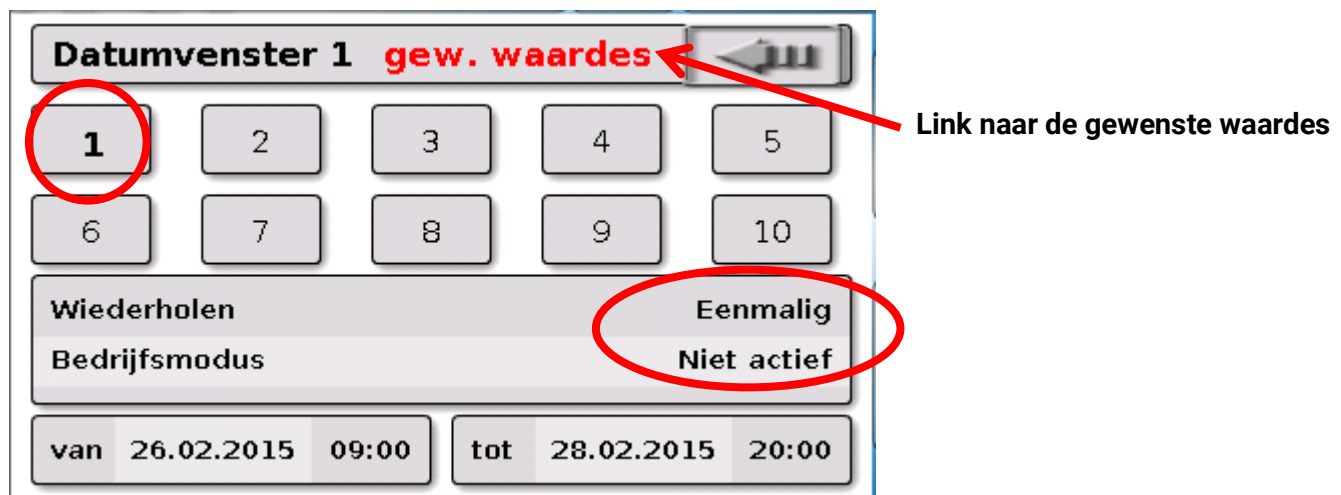 Datumvenster 1 gew. waardes
Link naar de gewenste waardes
1 2 3 4 5
6 7 8 9 10
Wiederholen Eenmalig
Bedrijfsmodus Niet actief
van 26.02.2015 09:00 tot 28.02.2015 20:00